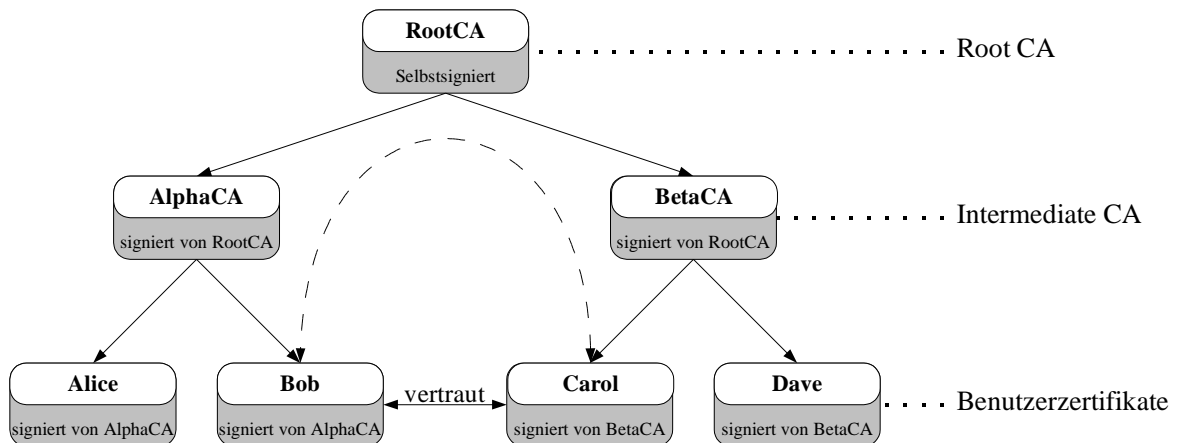 RootCA
Selbstsigniert
Root CA
AlphaCA
signiert von RootCA
BetaCA
signiert von RootCA
Intermediate CA
Alice
signiert von AlphaCA
Bob
signiert von AlphaCA
vertraut
Carol
signiert von BetaCA
Dave
signiert von BetaCA
Benutzerzertifikate